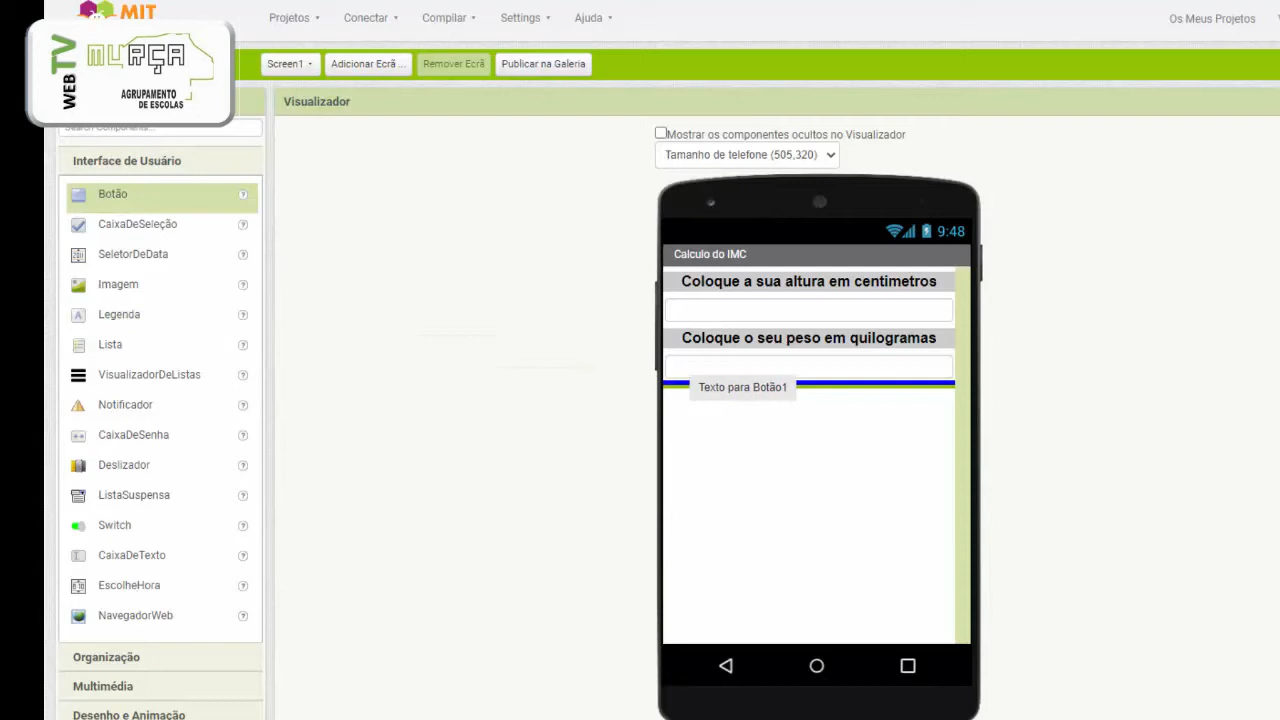 MIT
Projetos
Conectar
Compilar
Settings
Ajuda
Os Meus Projetos
WEB TV
MURÇA
AGRUPAMENTO
DE ESCOLAS
Screen1
Adicionar Ecrã ...
Remover Ecrã
Publicar na Galeria
Visualizador
Search Components...
Mostrar os componentes ocultos no Visualizador
Tamanho de telefone (505,320)
Interface de Usuário
Botão
CaixaDeSeleção
SeletorDeData
Imagem
Legenda
Lista
VisualizadorDeListas
Notificador
CaixaDeSenha
Deslizador
ListaSuspensa
Switch
CaixaDeTexto
EscolheHora
NavegadorWeb
Organização
Multimédia
Desenho e Animação
9:48
Calculo do IMC
Coloque a sua altura em centimetros
Coloque o seu peso em quilogramas
Texto para Botão1